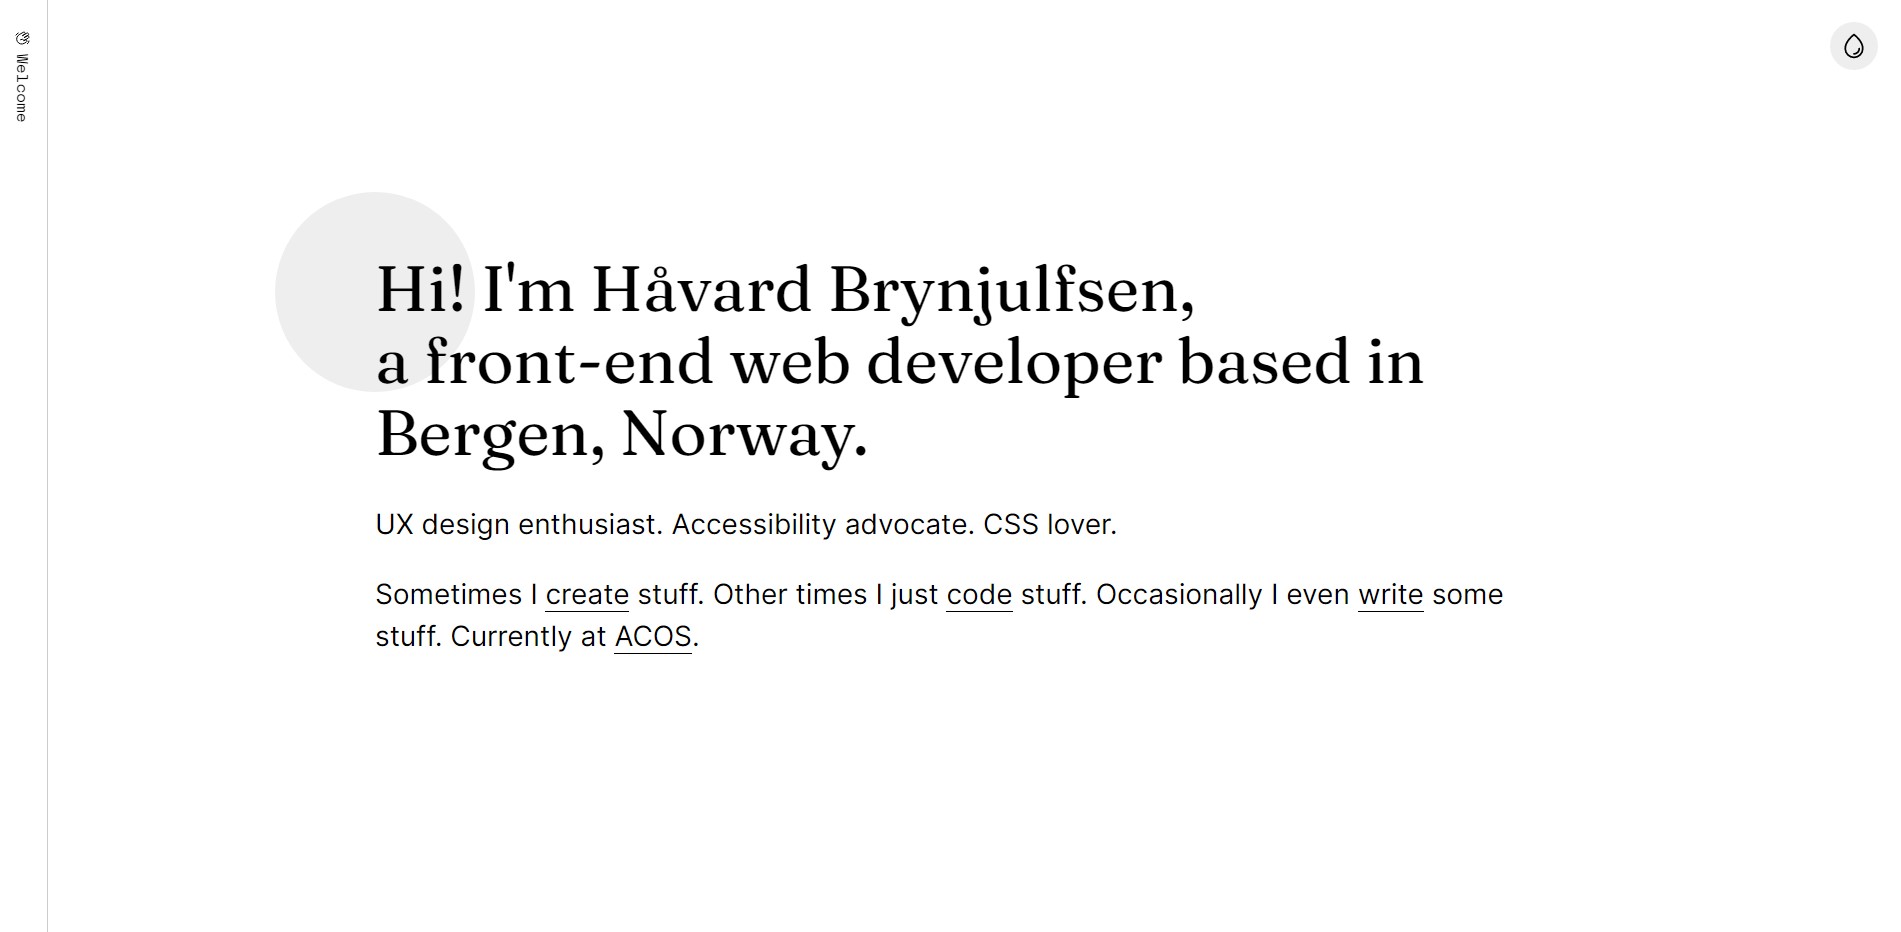 👋 Welcome
Hi! I'm Håvard Brynjulfsen,
a front-end web developer based in
Bergen, Norway.
UX design enthusiast. Accessibility advocate. CSS lover.
Sometimes I create stuff. Other times I just code stuff. Occasionally I even write some
stuff. Currently at ACOS.